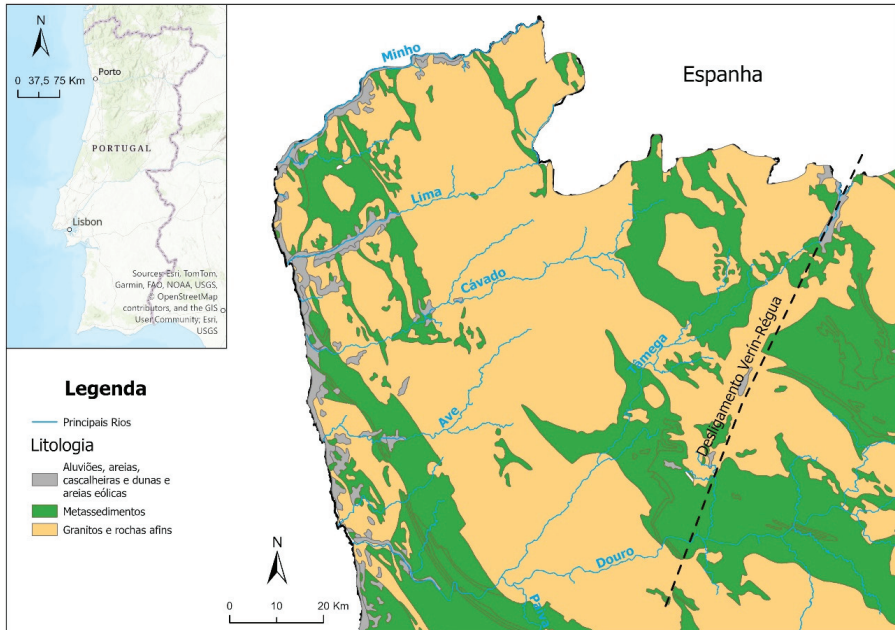 N
0 37,5 75 Km
Porto
PORTUGAL
Lisbon
Sources: Esri, TomTom,
Garmin, FAO, NOAA, USGS,
© OpenStreetMap
contributors, and the GIS
User Community; Esri,
USGS
Legenda
Principais Rios
Litologia
Aluviões, areias,
cascalheiras e dunas e
areias eólicas
Metassedimentos
Granitos e rochas afins
Minho
Espanha
Lima
Cávado
Tâmega
Desligamento Verin-Régua
Ave
Douro
Paiva
N
0 10 20 Km